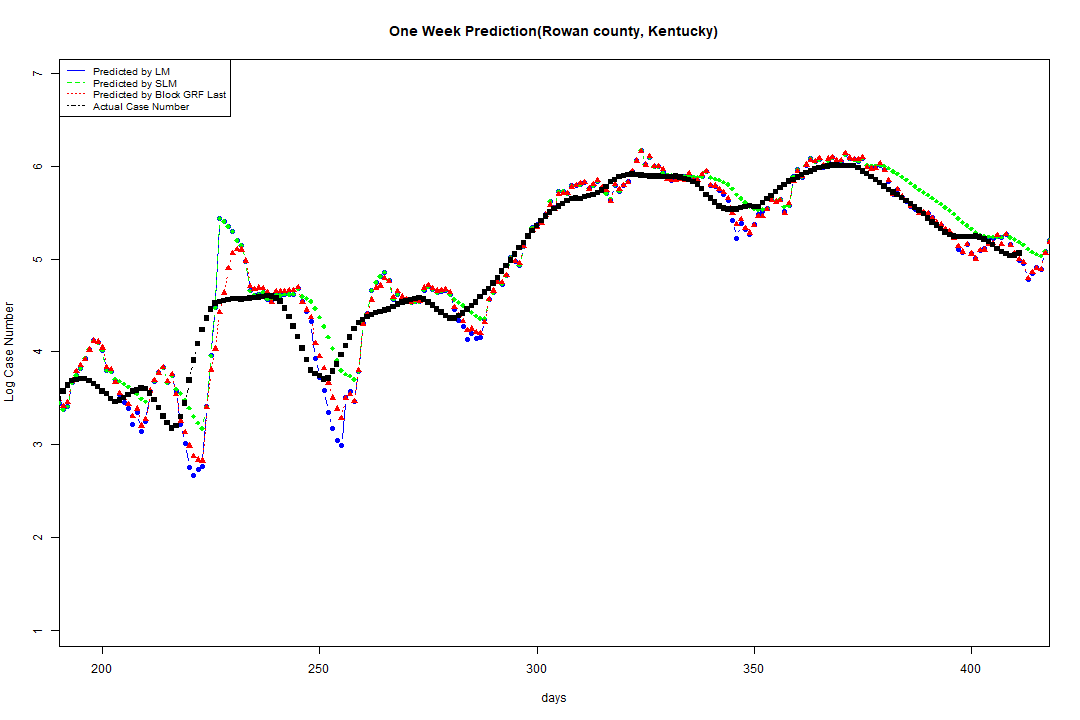 One Week Prediction(Rowan county, Kentucky)
Predicted by LM
Predicted by SLM
Predicted by Block GRF Last
Actual Case Number
7
6
5
4
3
2
1
Log Case Number
200 250 300 350 400
days